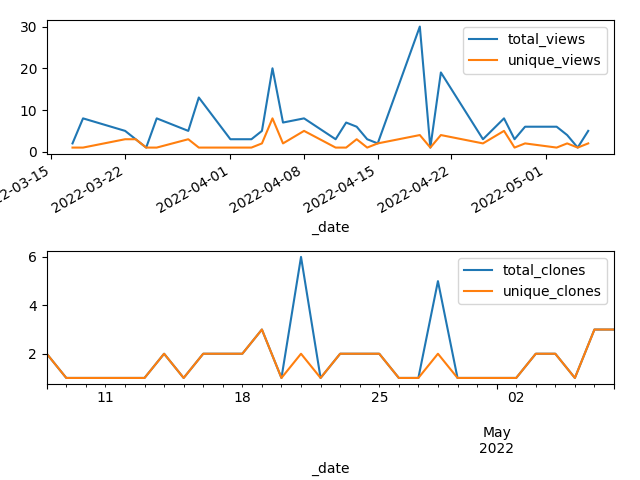 30
20
10
0
total_views
unique_views
22-03-15
2022-03-22
2022-04-01
2022-04-08
2022-04-15
2022-04-22
2022-05-01
_date
6
4
2
total_clones
unique_clones
11
18
25
02
May
2022
_date